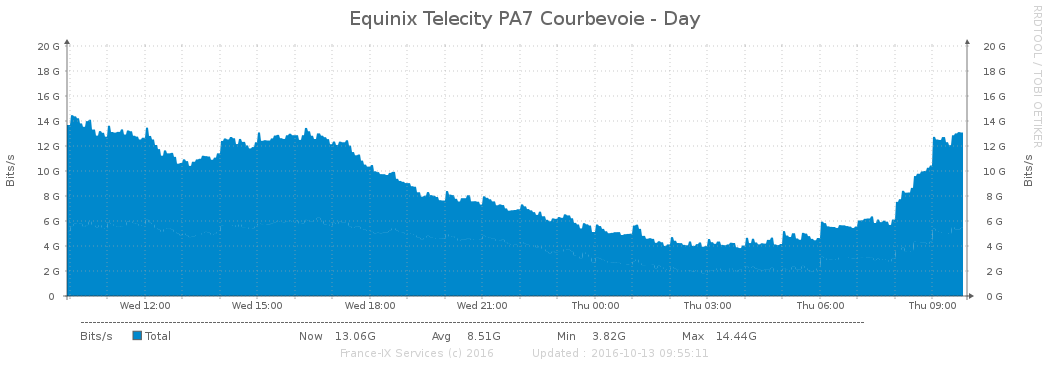 Equinix Telecity PA7 Courbevoie - Day
RRDTOOL / TOBI OETIKER
Bits/s
20 G
18 G
16 G
14 G
12 G
10 G
8 G
6 G
4 G
2 G
0
20 G
18 G
16 G
14 G
12 G
10 G
8 G
6 G
4 G
2 G
0 G
Bits/s
Wed 12:00 Wed 15:00 Wed 18:00 Wed 21:00 Thu 00:00 Thu 03:00 Thu 06:00 Thu 09:00
Bits/s Total Now 13.06G Avg 8.51G Min 3.82G Max 14.44G
France-IX Services (c) 2016 Updated : 2016-10-13 09:55:11